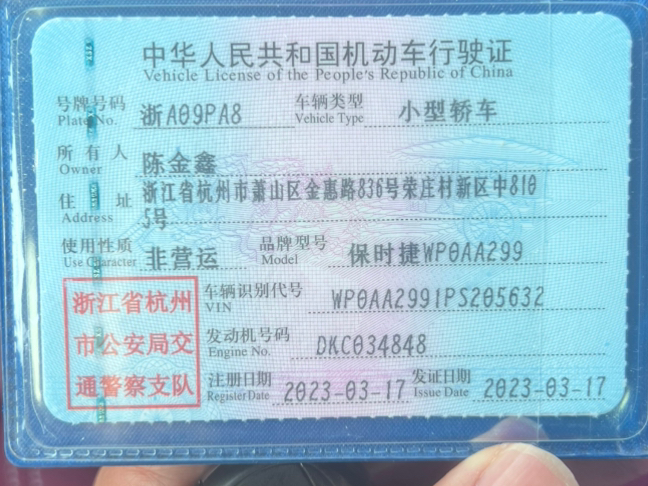 中华人民共和国机动车行驶证
Vehicle License of the People's Republic of China
号牌号码 浙A09PA8 车辆类型 小型轿车
Plate No. Vehicle Type
所有人 陈金鑫
Owner
住址 浙江省杭州市萧山区金惠路836号荣庄村新区中810
Address 5号
使用性质 非营运 品牌型号 保时捷WP0AA299
Use Character Model
浙江省杭州 车辆识别代号 WP0AA2991PS205632
VIN
市公安局交 发动机号码 DKC034848
Engine No.
通警察支队 注册日期 2023-03-17 发证日期 2023-03-17
Register Date Issue Date